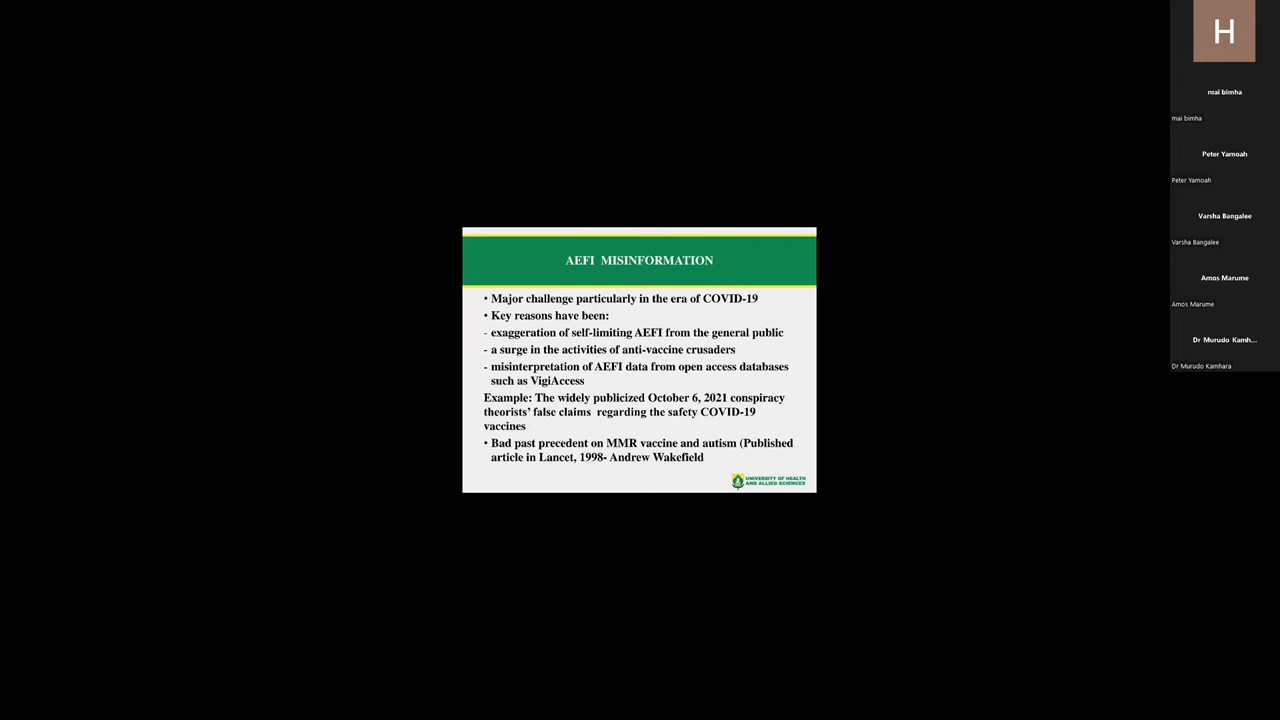 AEFI MISINFORMATION
• Major challenge particularly in the era of COVID-19
• Key reasons have been:
- exaggeration of self-limiting AEFI from the general public
- a surge in the activities of anti-vaccine crusaders
- misinterpretation of AEFI data from open access databases
such as VigiAccess
Example: The widely publicized October 6, 2021 conspiracy
theorists’ false claims regarding the safety COVID-19
vaccines
• Bad past precedent on MMR vaccine and autism (Published
article in Lancet, 1998- Andrew Wakefield
UNIVERSITY OF HEALTH
AND ALLIED SCIENCES
H
mai bimha
mai bimha
Peter Yamoah
Peter Yamoah
Varsha Bangalee
Varsha Bangalee
Amos Marume
Amos Marume
Dr Murudo Kamh...
Dr Murudo Kamhara